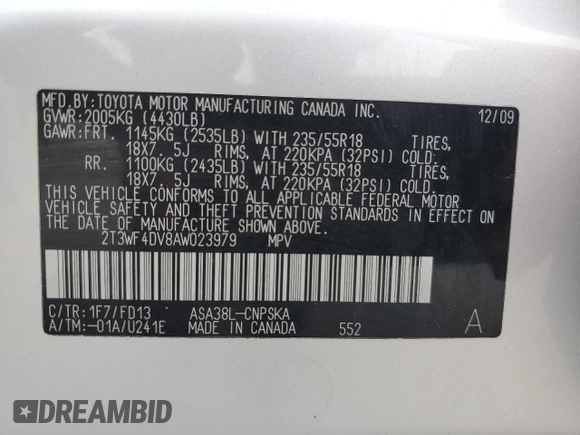 MFD.BY:TOYOTA MOTOR MANUFACTURING CANADA INC.
GVWR:2005KG (4430LB) 12/09
GAWR:FRT. 1145KG (2535LB) WITH 235/55R18 TIRES,
18X7 5J RIMS, AT 220KPA (32PSI) COLD.
RR. 1100KG (2435LB) WITH 235/55R18 TIRES,
18X7 5J RIMS, AT 220KPA (32PSI) COLD.
THIS VEHICLE CONFORMS TO ALL APPLICABLE FEDERAL MOTOR
VEHICLE SAFETY AND THEFT PREVENTION STANDARDS IN EFFECT ON
THE DATE OF MANUFACTURE SHOWN ABOVE.
2T3WF4DV8AW023979 MPV
C/TR:1F7/FD13 ASA38L-CNPSKA
A/TM:-01A/U241E MADE IN CANADA 552 A
DREAMBID